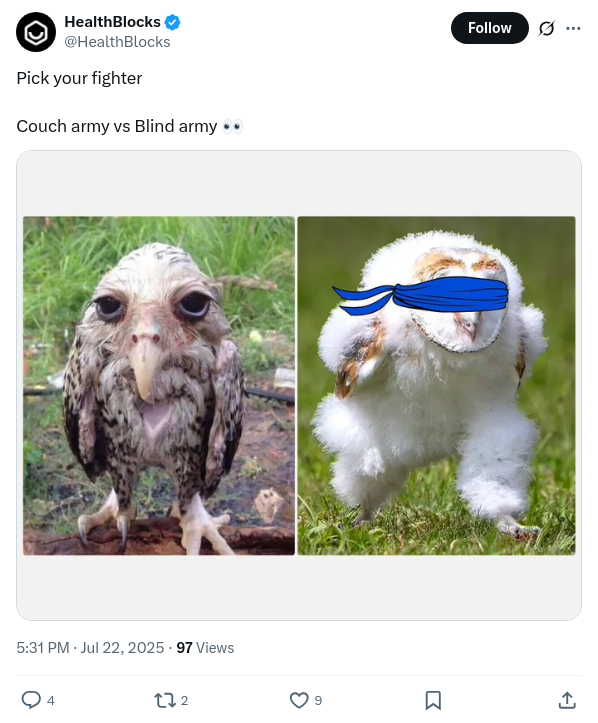 HealthBlocks
@HealthBlocks
Follow
Pick your fighter
Couch army vs Blind army 👀
5:31 PM · Jul 22, 2025 · 97 Views
4
2
9